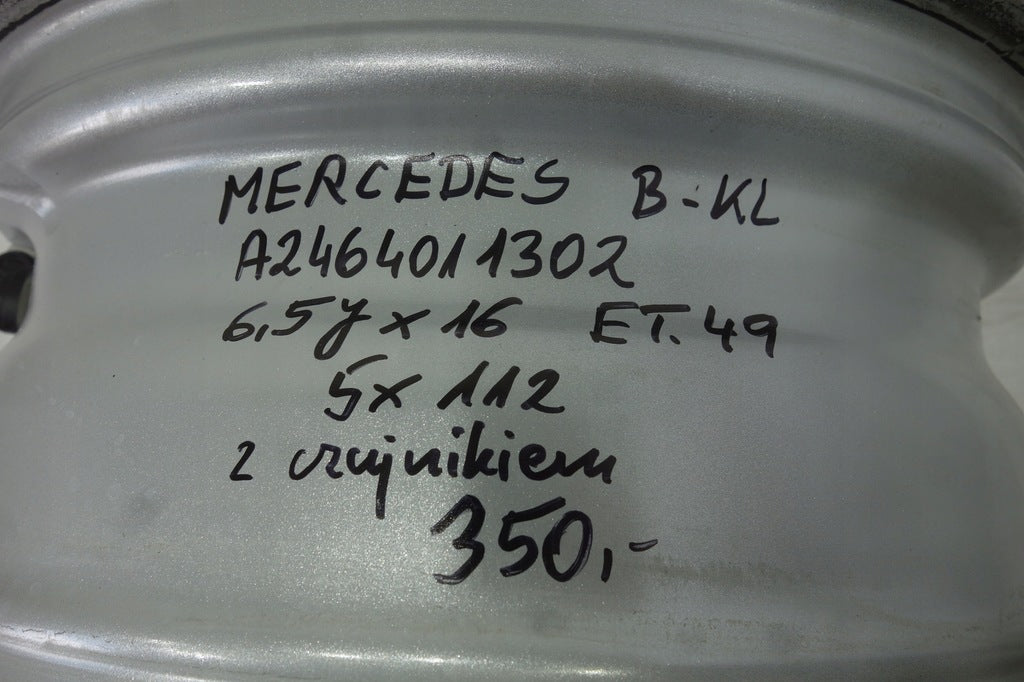 MERCEDES B-KL
A2464011302
6,5J x 16 ET.49
5x 112
z czujnikiem
350,-